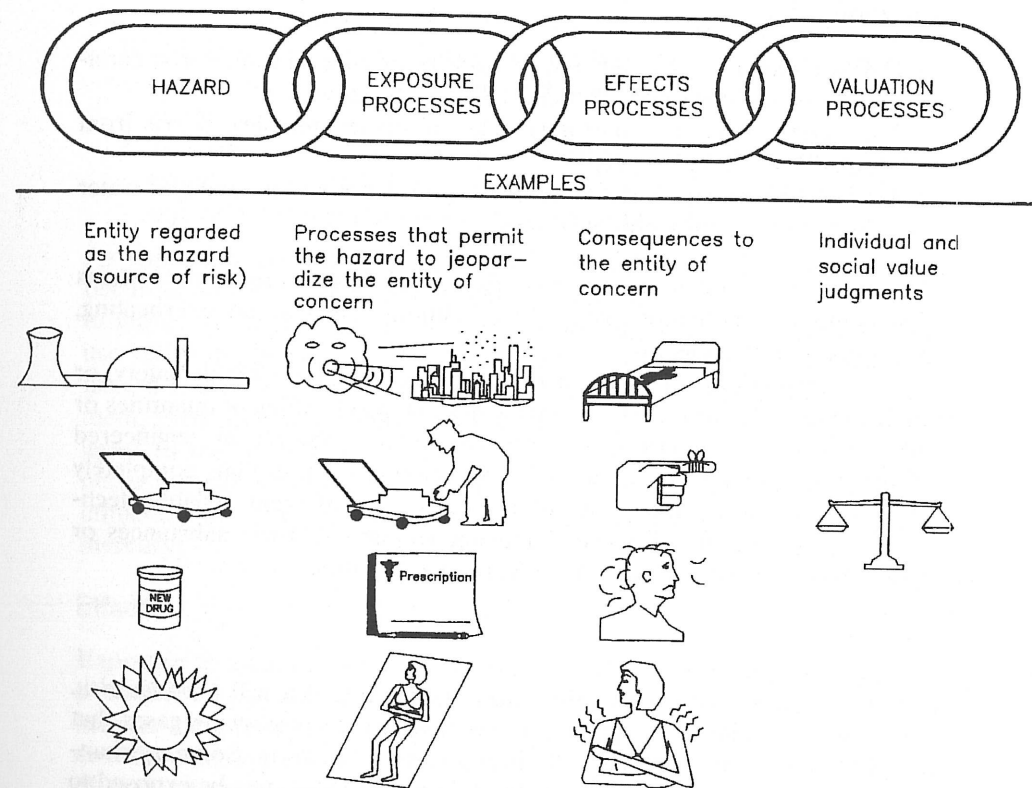 HAZARD
EXPOSURE
PROCESSES
EFFECTS
PROCESSES
VALUATION
PROCESSES
EXAMPLES
Entity regarded
as the hazard
(source of risk)
Processes that permit
the hazard to jeopar-
dize the entity of
concern
Consequences to
the entity of
concern
Individual and
social value
judgments
Prescription
NEW
DRUG